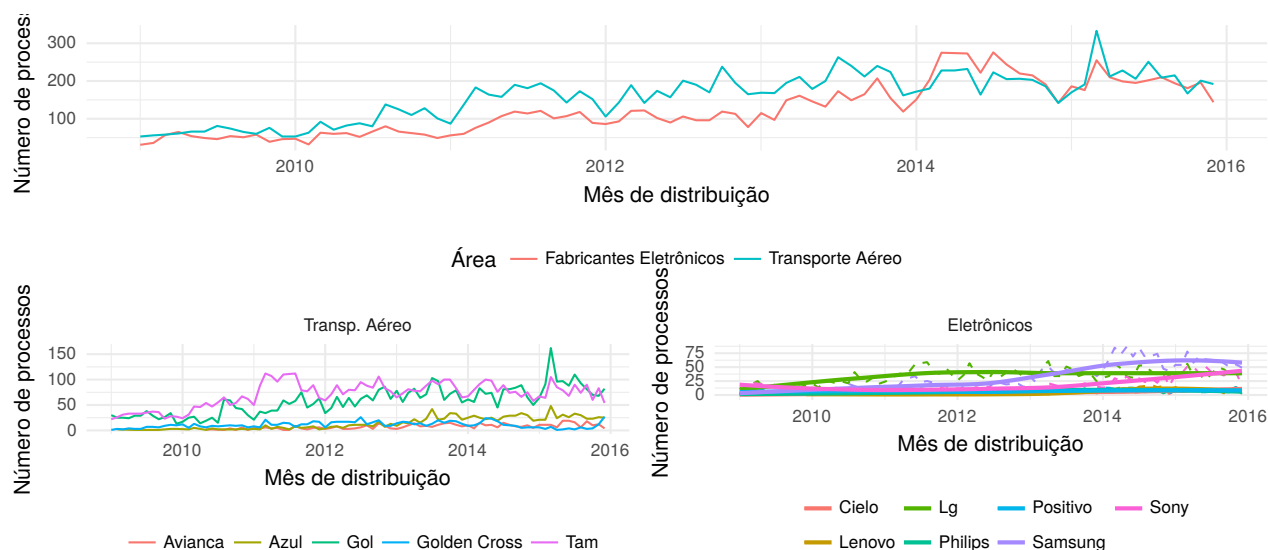 Número de process
300
200
100
2010
2012
2014
2016
Mês de distribuição
Área Fabricantes Eletrônicos Transporte Aéreo
Transp. Aéreo
Número de processos
150
100
50
0
2010
2012
2014
2016
Mês de distribuição
Avianca Azul Gol Golden Cross Tam
Eletrônicos
Número de processos
75
50
25
0
2010
2012
2014
2016
Mês de distribuição
Cielo Lg Positivo Sony
Lenovo Philips Samsung